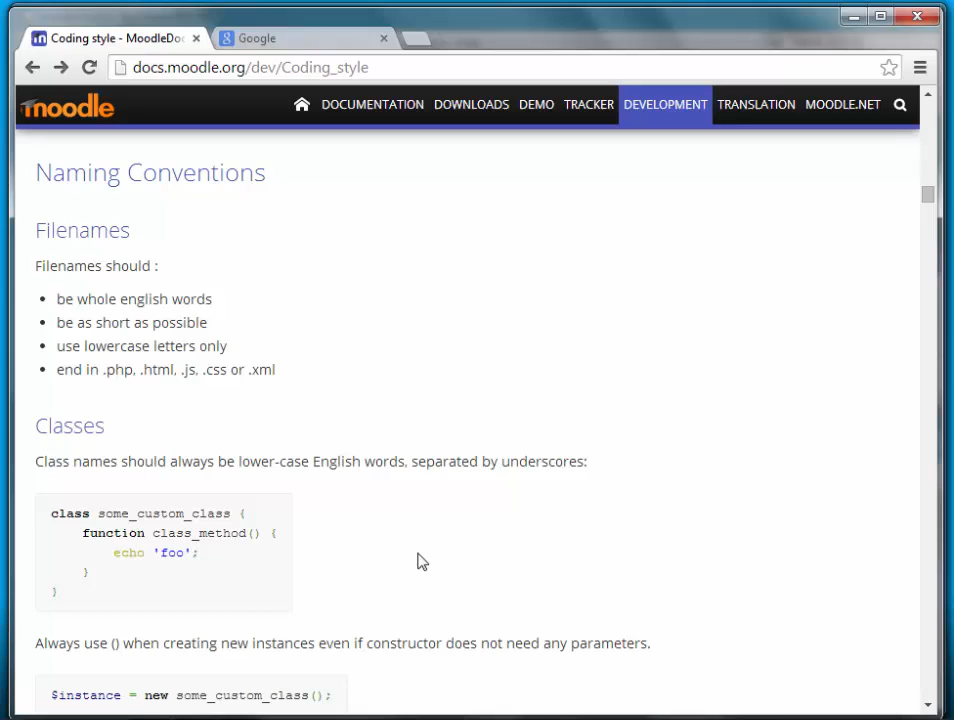 Coding style - MoodleDoc
Google
docs.moodle.org/dev/Coding_style
moodle
DOCUMENTATION DOWNLOADS DEMO TRACKER DEVELOPMENT TRANSLATION MOODLE.NET
Naming Conventions
Filenames
Filenames should :
be whole english words
be as short as possible
use lowercase letters only
end in .php, .html, .js, .css or .xml
Classes
Class names should always be lower-case English words, separated by underscores:
class some_custom_class {
function class_method() {
echo 'foo';
}
}
Always use () when creating new instances even if constructor does not need any parameters.
$instance = new some_custom_class();